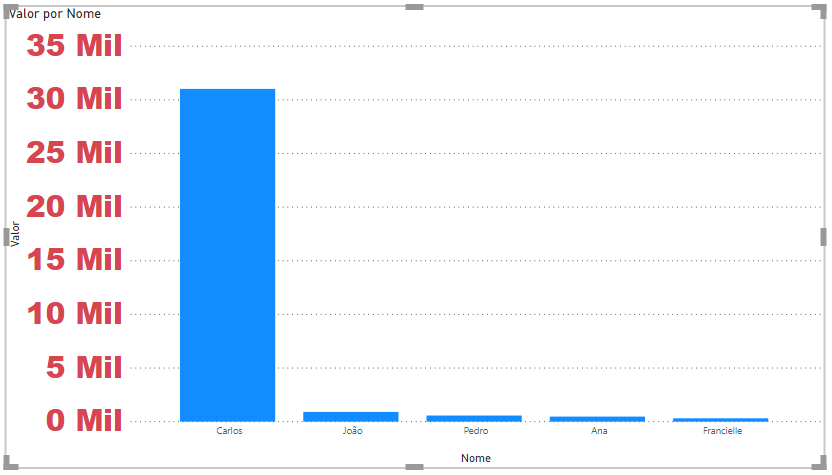 Valor por Nome
35 Mil
30 Mil
25 Mil
20 Mil
15 Mil
10 Mil
5 Mil
0 Mil
Valor
Carlos João Pedro Ana Francielle
Nome